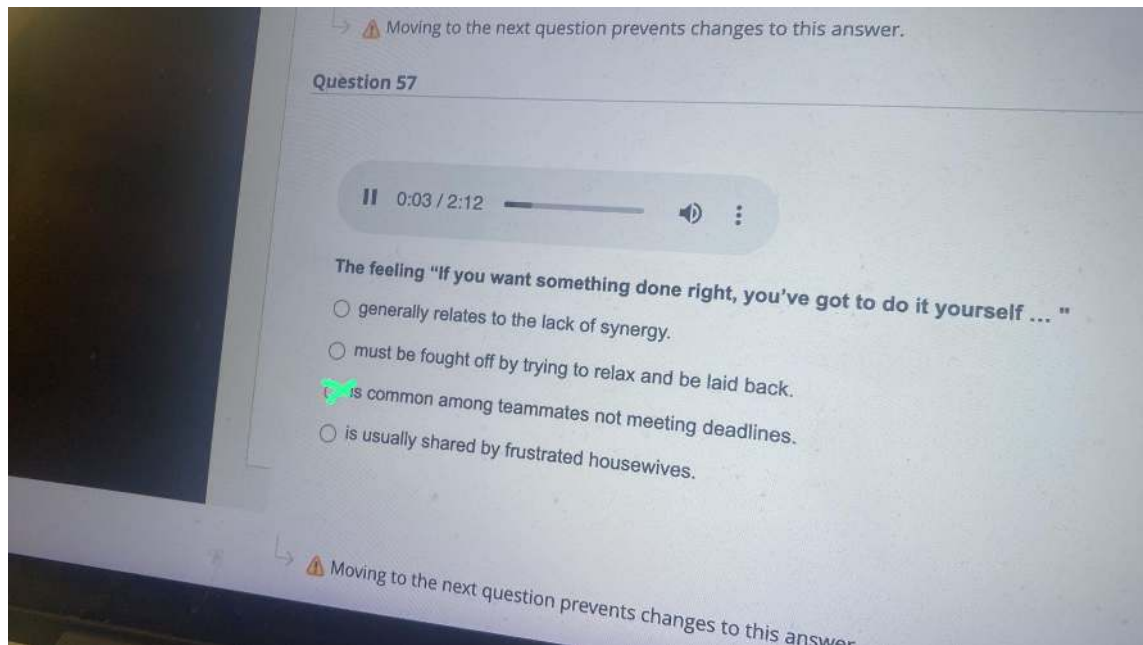 Moving to the next question prevents changes to this answer.
Question 57
0:03 / 2:12
The feeling "If you want something done right, you've got to do it yourself ... "
generally relates to the lack of synergy.
must be fought off by trying to relax and be laid back.
is common among teammates not meeting deadlines.
is usually shared by frustrated housewives.
Moving to the next question prevents changes to this answer